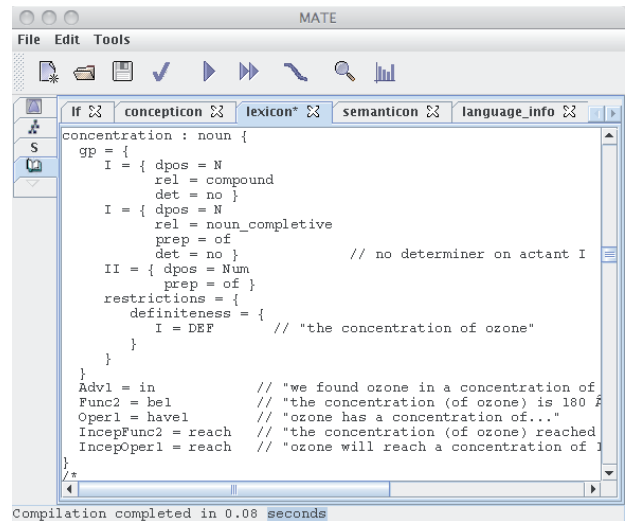 MATE
File Edit Tools
lf concepticon lexicon* semanticon language_info
S
concentration : noun {
gp = {
I = { dpos = N
rel = compound
det = no }
I = { dpos = N
rel = noun_completive
prep = of
det = no } // no determiner on actant I
II = { dpos = Num
prep = of }
restrictions = {
definiteness = {
I = DEF // "the concentration of ozone"
}
}
}
Adv1 = in // "we found ozone in a concentration of
Func2 = be1 // "the concentration (of ozone) is 180
Oper1 = have1 // "ozone has a concentration of..."
IncepFunc2 = reach // "the concentration (of ozone) reached
IncepOper1 = reach // "ozone will reach a concentration of
}
/*
Compilation completed in 0.08 seconds